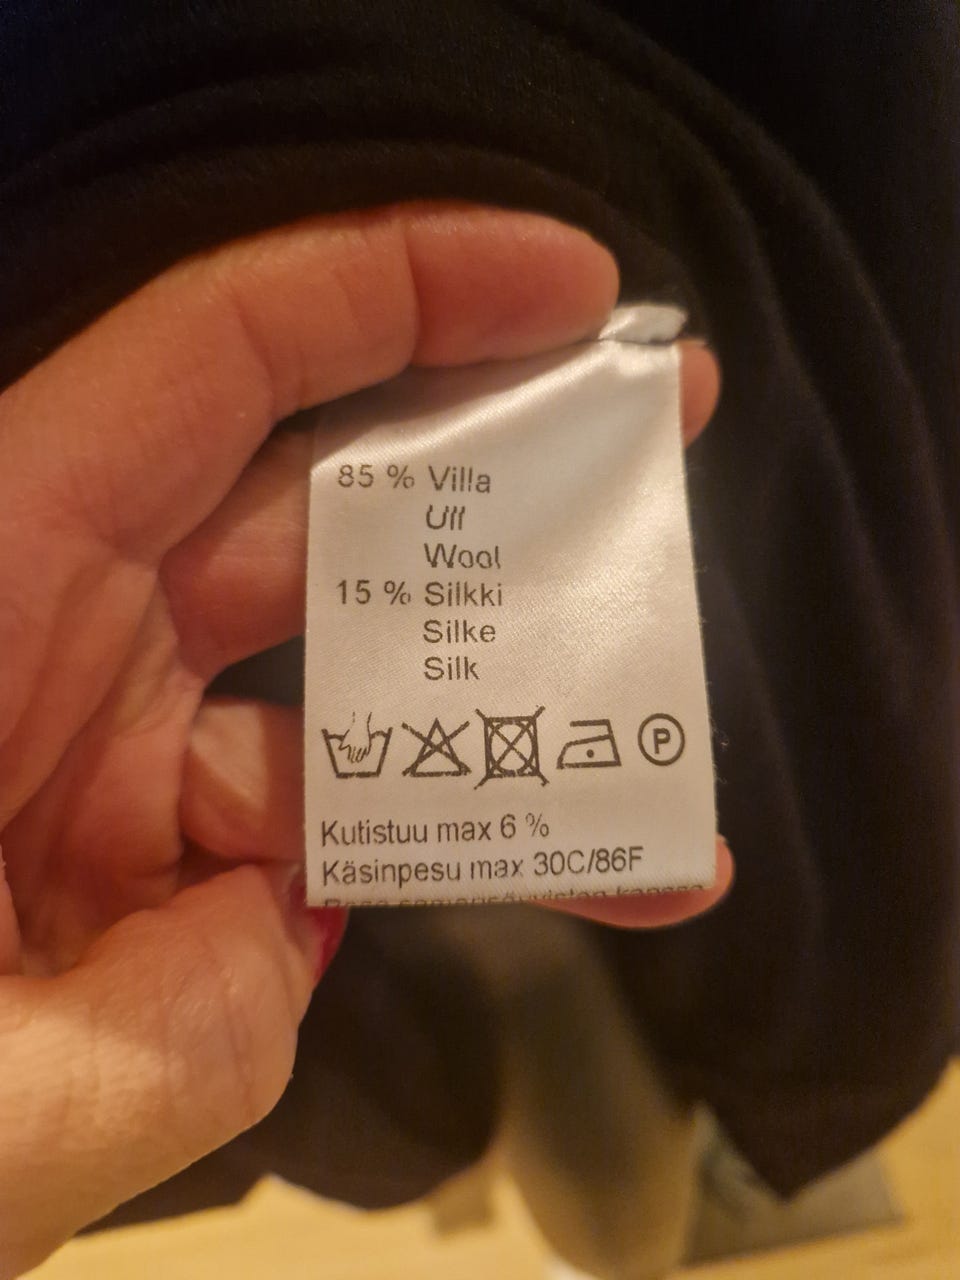 85 % Villa
Ull
Wool
15 % Silkki
Silke
Silk
P
Kutistuu max 6 %
Käsinpesu max 30C/86F